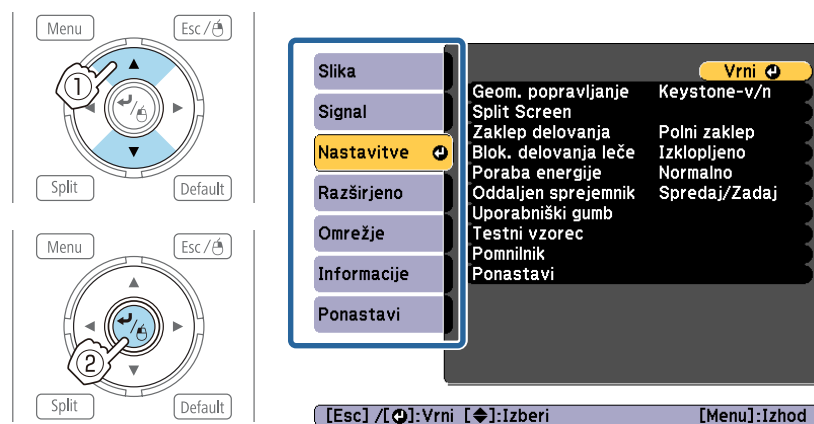 Menu
Esc/
1
Split
Default
Menu
Esc/
2
Split
Default
Slika
Signal
Nastavitve
Razširjeno
Omrežje
Informacije
Ponastavi
Vrni
Geom. popravljanje Keystone-v/n
Split Screen
Zaklep delovanja Polni zaklep
Blok. delovanja leče Izklopljeno
Poraba energije Normalno
Oddaljen sprejemnik Spredaj/Zadaj
Uporabniški gumb
Testni vzorec
Pomnilnik
Ponastavi
[Esc] /[ ]:Vrni [ ]:Izberi [Menu]:Izhod